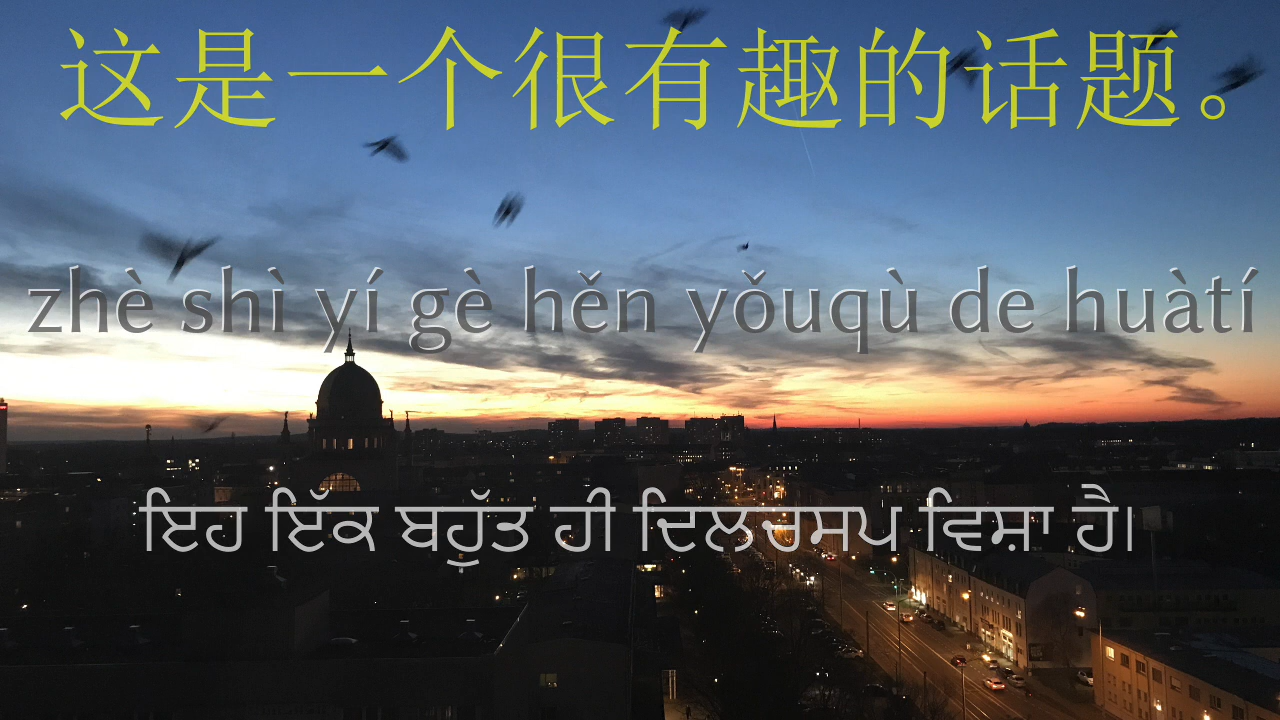 这是一个很有趣的话题。
zhè shì yí gè hěn yǒuqù de huàtí
ਇਹ ਇੱਕ ਬਹੁੱਤ ਹੀ ਦਿਲਚਸਪ ਵਿਸ਼ਾ ਹੈ।